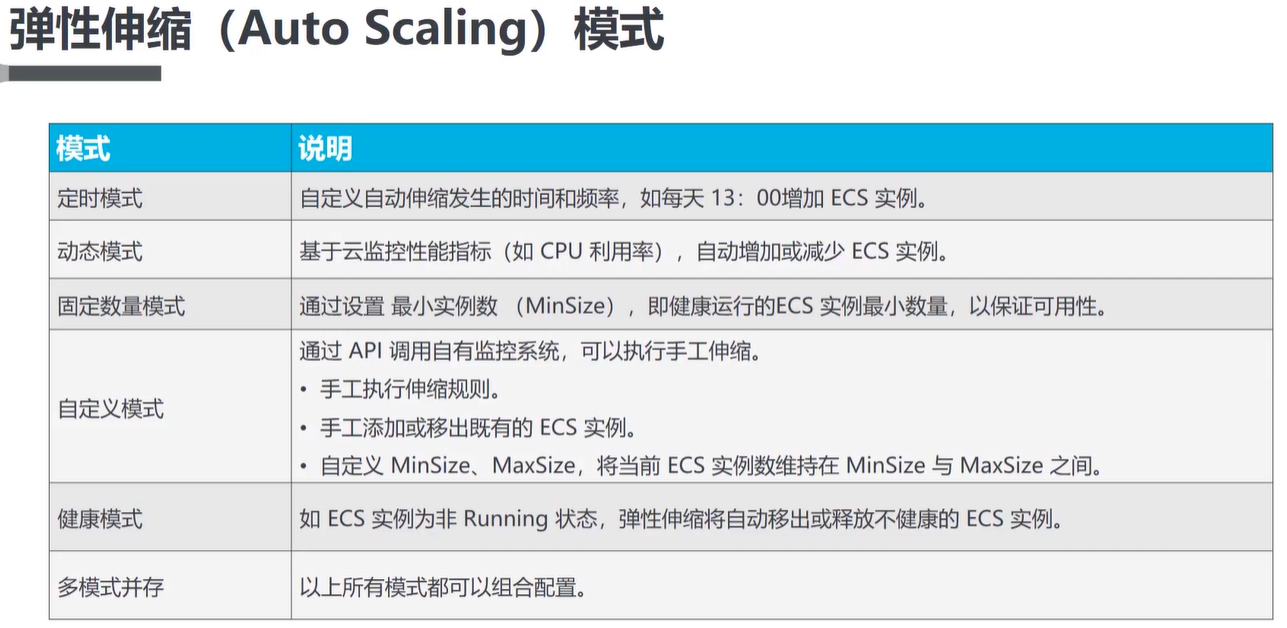 弹性伸缩（Auto Scaling）模式
模式 说明
定时模式 自定义自动伸缩发生的时间和频率，如每天 13：00增加 ECS 实例。
动态模式 基于云监控性能指标（如 CPU 利用率），自动增加或减少 ECS 实例。
固定数量模式 通过设置 最小实例数 （MinSize），即健康运行的ECS 实例最小数量，以保证可用性。
自定义模式
通过 API 调用自有监控系统，可以执行手工伸缩。
• 手工执行伸缩规则。
• 手工添加或移出既有的 ECS 实例。
• 自定义 MinSize、MaxSize，将当前 ECS 实例数维持在 MinSize 与 MaxSize 之间。
健康模式 如 ECS 实例为非 Running 状态，弹性伸缩将自动移出或释放不健康的 ECS 实例。
多模式并存 以上所有模式都可以组合配置。